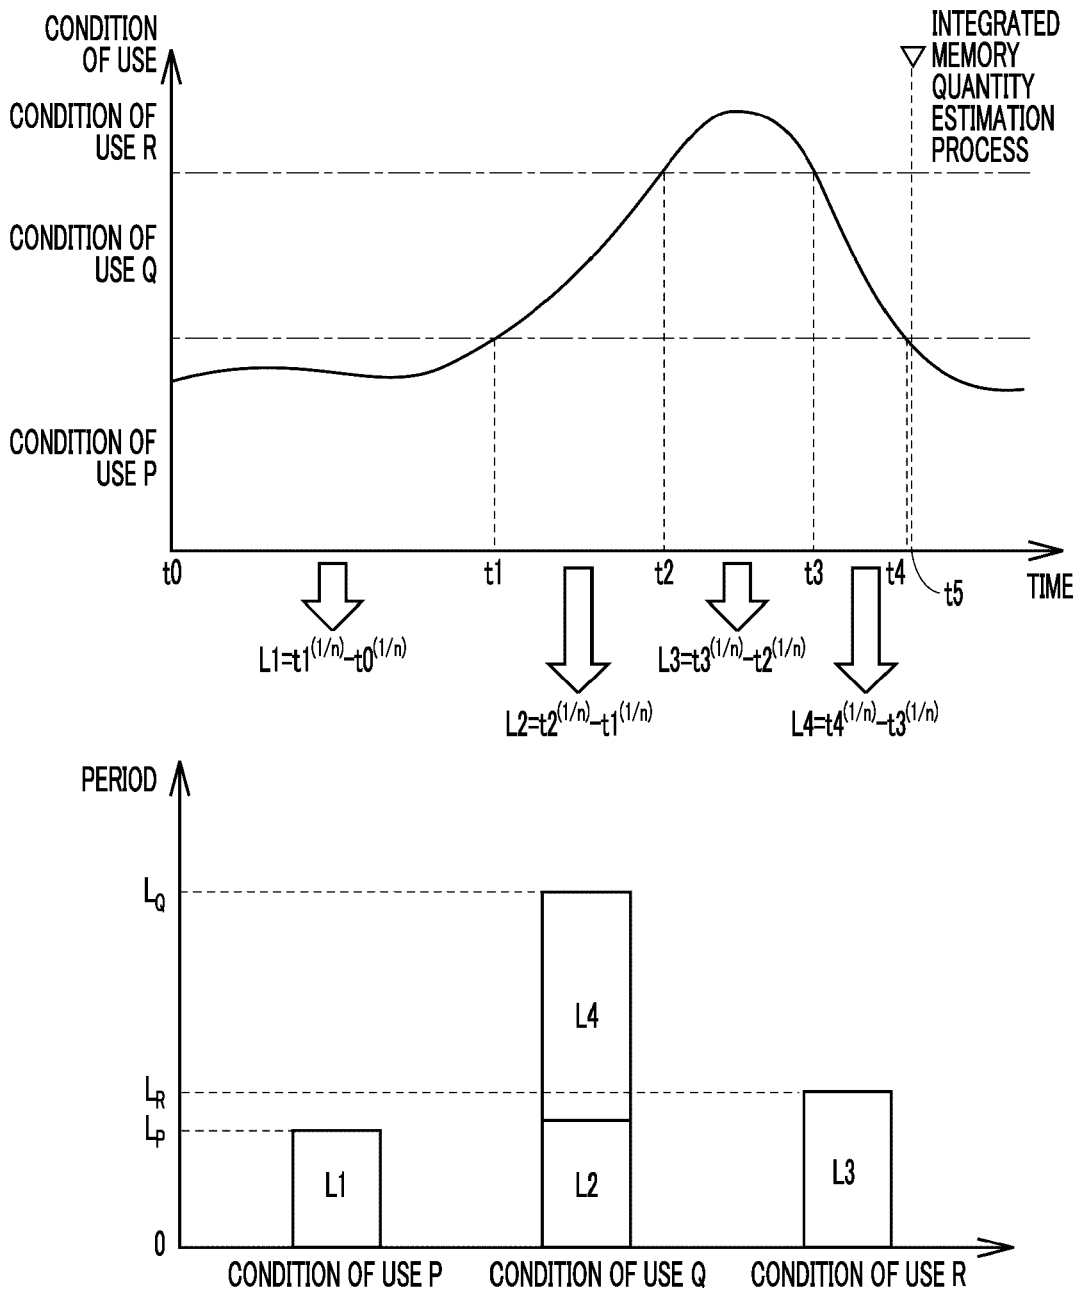 CONDITION
OF USE
INTEGRATED
MEMORY
QUANTITY
ESTIMATION
PROCESS
CONDITION OF
USE R
CONDITION OF
USE Q
CONDITION OF
USE P
t0
t1
t2
t3
t4
t5
TIME
L1=t1^(1/n)-t0^(1/n)
L3=t3^(1/n)-t2^(1/n)
L2=t2^(1/n)-t1^(1/n)
L4=t4^(1/n)-t3^(1/n)
PERIOD
LQ
L4
LR
LP
L1
L2
L3
0
CONDITION OF USE P
CONDITION OF USE Q
CONDITION OF USE R